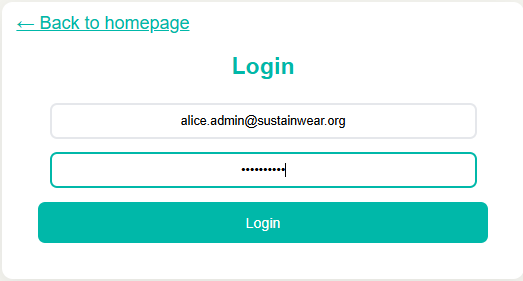 ← Back to homepage
Login
alice.admin@sustainwear.org
••••••••••
Login